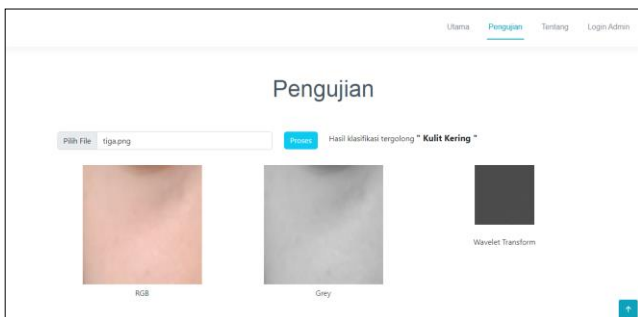 Utama Pengujian Tentang Login Admin
Pengujian
Pilih File tiga.png Proses Hasil klasifikasi tergolong " Kulit Kering "
Wavelet Transform
RGB Grey